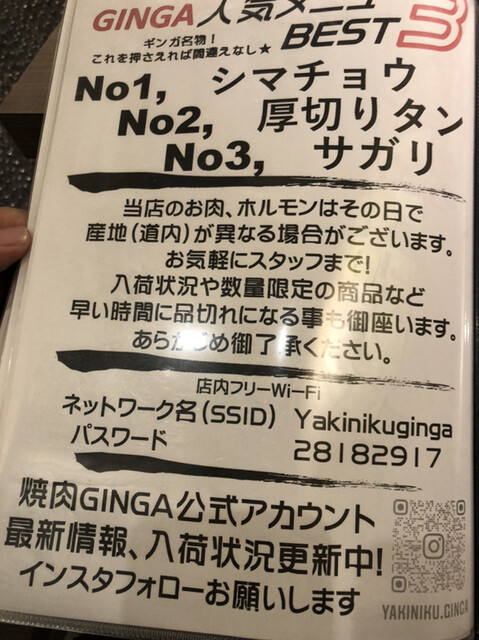 GINGA 人気メニュー
BEST 3
ギンガ名物！
これを押さえれば間違えなし★
No1, シマチョウ
No2, 厚切りタン
No3, サガリ
当店のお肉、ホルモンはその日で
産地(道内)が異なる場合がございます。
お気軽にスタッフまで!
入荷状況や数量限定の商品など
早い時間に品切れになる事も御座います。
あらかじめ御了承ください。
店内フリーWi-Fi
ネットワーク名(SSID) Yakinikuginga
パスワード 28182917
焼肉GINGA公式アカウント
最新情報、入荷状況更新中!
インスタフォローお願いします
YAKINIKU.GINGA